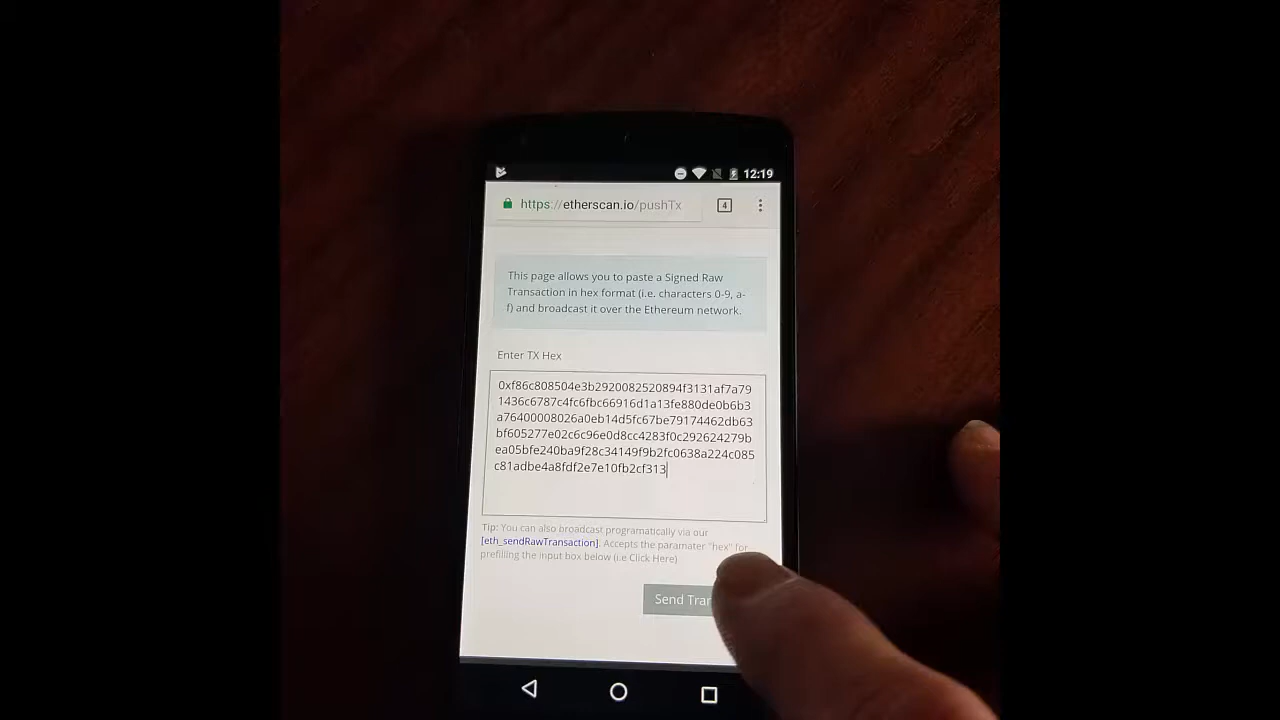 12:19
https://etherscan.io/pushTx
4
This page allows you to paste a Signed Raw
Transaction in hex format (i.e. characters 0-9, a-
f) and broadcast it over the Ethereum network.
Enter TX Hex
0xf86c808504e3b2920082520894f3131af7a79
1436c6787c4fc6fbc66916d1a13fe880de0b6b3
a76400008026a0eb14d5fc67be79174462db63
bf605277e02c6c96e0d8cc4283f0c292624279b
ea05bfe240ba9f28c34149f9b2fc0638a224c085
c81adbe4a8fdf2e7e10fb2cf313
Tip: You can also broadcast programatically via our
[eth_sendRawTransaction]. Accepts the paramater "hex" for
prefilling the input box below (i.e Click Here)
Send Tran